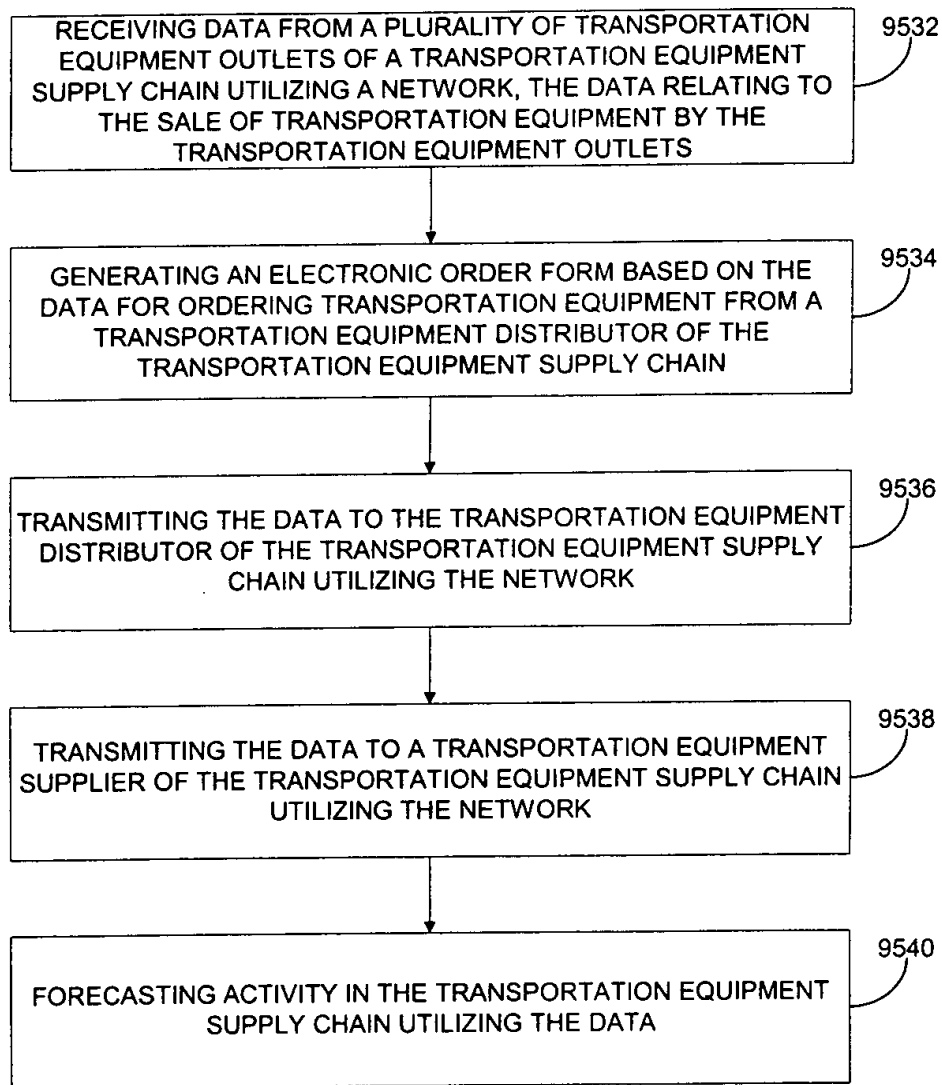 RECEIVING DATA FROM A PLURALITY OF TRANSPORTATION
EQUIPMENT OUTLETS OF A TRANSPORTATION EQUIPMENT
SUPPLY CHAIN UTILIZING A NETWORK, THE DATA RELATING TO
THE SALE OF TRANSPORTATION EQUIPMENT BY THE
TRANSPORTATION EQUIPMENT OUTLETS
9532
GENERATING AN ELECTRONIC ORDER FORM BASED ON THE
DATA FOR ORDERING TRANSPORTATION EQUIPMENT FROM A
TRANSPORTATION EQUIPMENT DISTRIBUTOR OF THE
TRANSPORTATION EQUIPMENT SUPPLY CHAIN
9534
TRANSMITTING THE DATA TO THE TRANSPORTATION EQUIPMENT
DISTRIBUTOR OF THE TRANSPORTATION EQUIPMENT SUPPLY
CHAIN UTILIZING THE NETWORK
9536
TRANSMITTING THE DATA TO A TRANSPORTATION EQUIPMENT
SUPPLIER OF THE TRANSPORTATION EQUIPMENT SUPPLY CHAIN
UTILIZING THE NETWORK
9538
FORECASTING ACTIVITY IN THE TRANSPORTATION EQUIPMENT
SUPPLY CHAIN UTILIZING THE DATA
9540